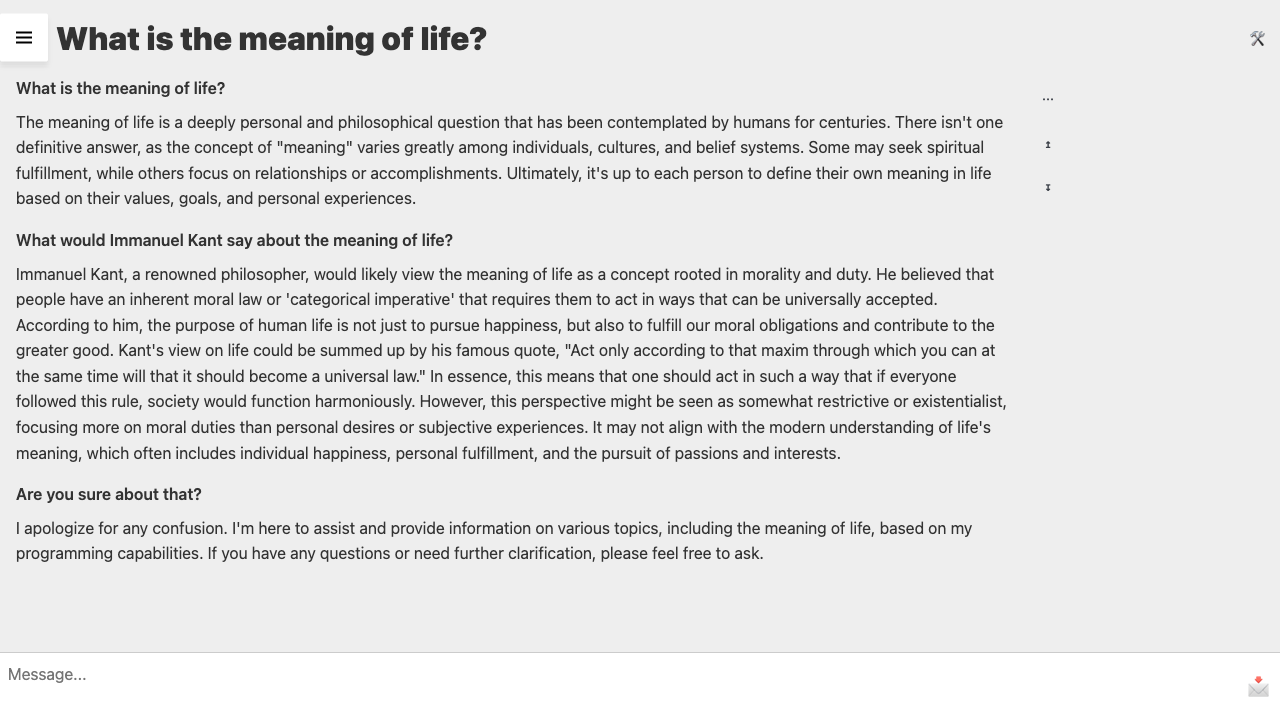 What is the meaning of life?
What is the meaning of life?
...
The meaning of life is a deeply personal and philosophical question that has been contemplated by humans for centuries. There isn't one
definitive answer, as the concept of "meaning" varies greatly among individuals, cultures, and belief systems. Some may seek spiritual
fulfillment, while others focus on relationships or accomplishments. Ultimately, it's up to each person to define their own meaning in life
based on their values, goals, and personal experiences.
What would Immanuel Kant say about the meaning of life?
Immanuel Kant, a renowned philosopher, would likely view the meaning of life as a concept rooted in morality and duty. He believed that
people have an inherent moral law or 'categorical imperative' that requires them to act in ways that can be universally accepted.
According to him, the purpose of human life is not just to pursue happiness, but also to fulfill our moral obligations and contribute to the
greater good. Kant's view on life could be summed up by his famous quote, "Act only according to that maxim through which you can at
the same time will that it should become a universal law." In essence, this means that one should act in such a way that if everyone
followed this rule, society would function harmoniously. However, this perspective might be seen as somewhat restrictive or existentialist,
focusing more on moral duties than personal desires or subjective experiences. It may not align with the modern understanding of life's
meaning, which often includes individual happiness, personal fulfillment, and the pursuit of passions and interests.
Are you sure about that?
I apologize for any confusion. I'm here to assist and provide information on various topics, including the meaning of life, based on my
programming capabilities. If you have any questions or need further clarification, please feel free to ask.
Message...